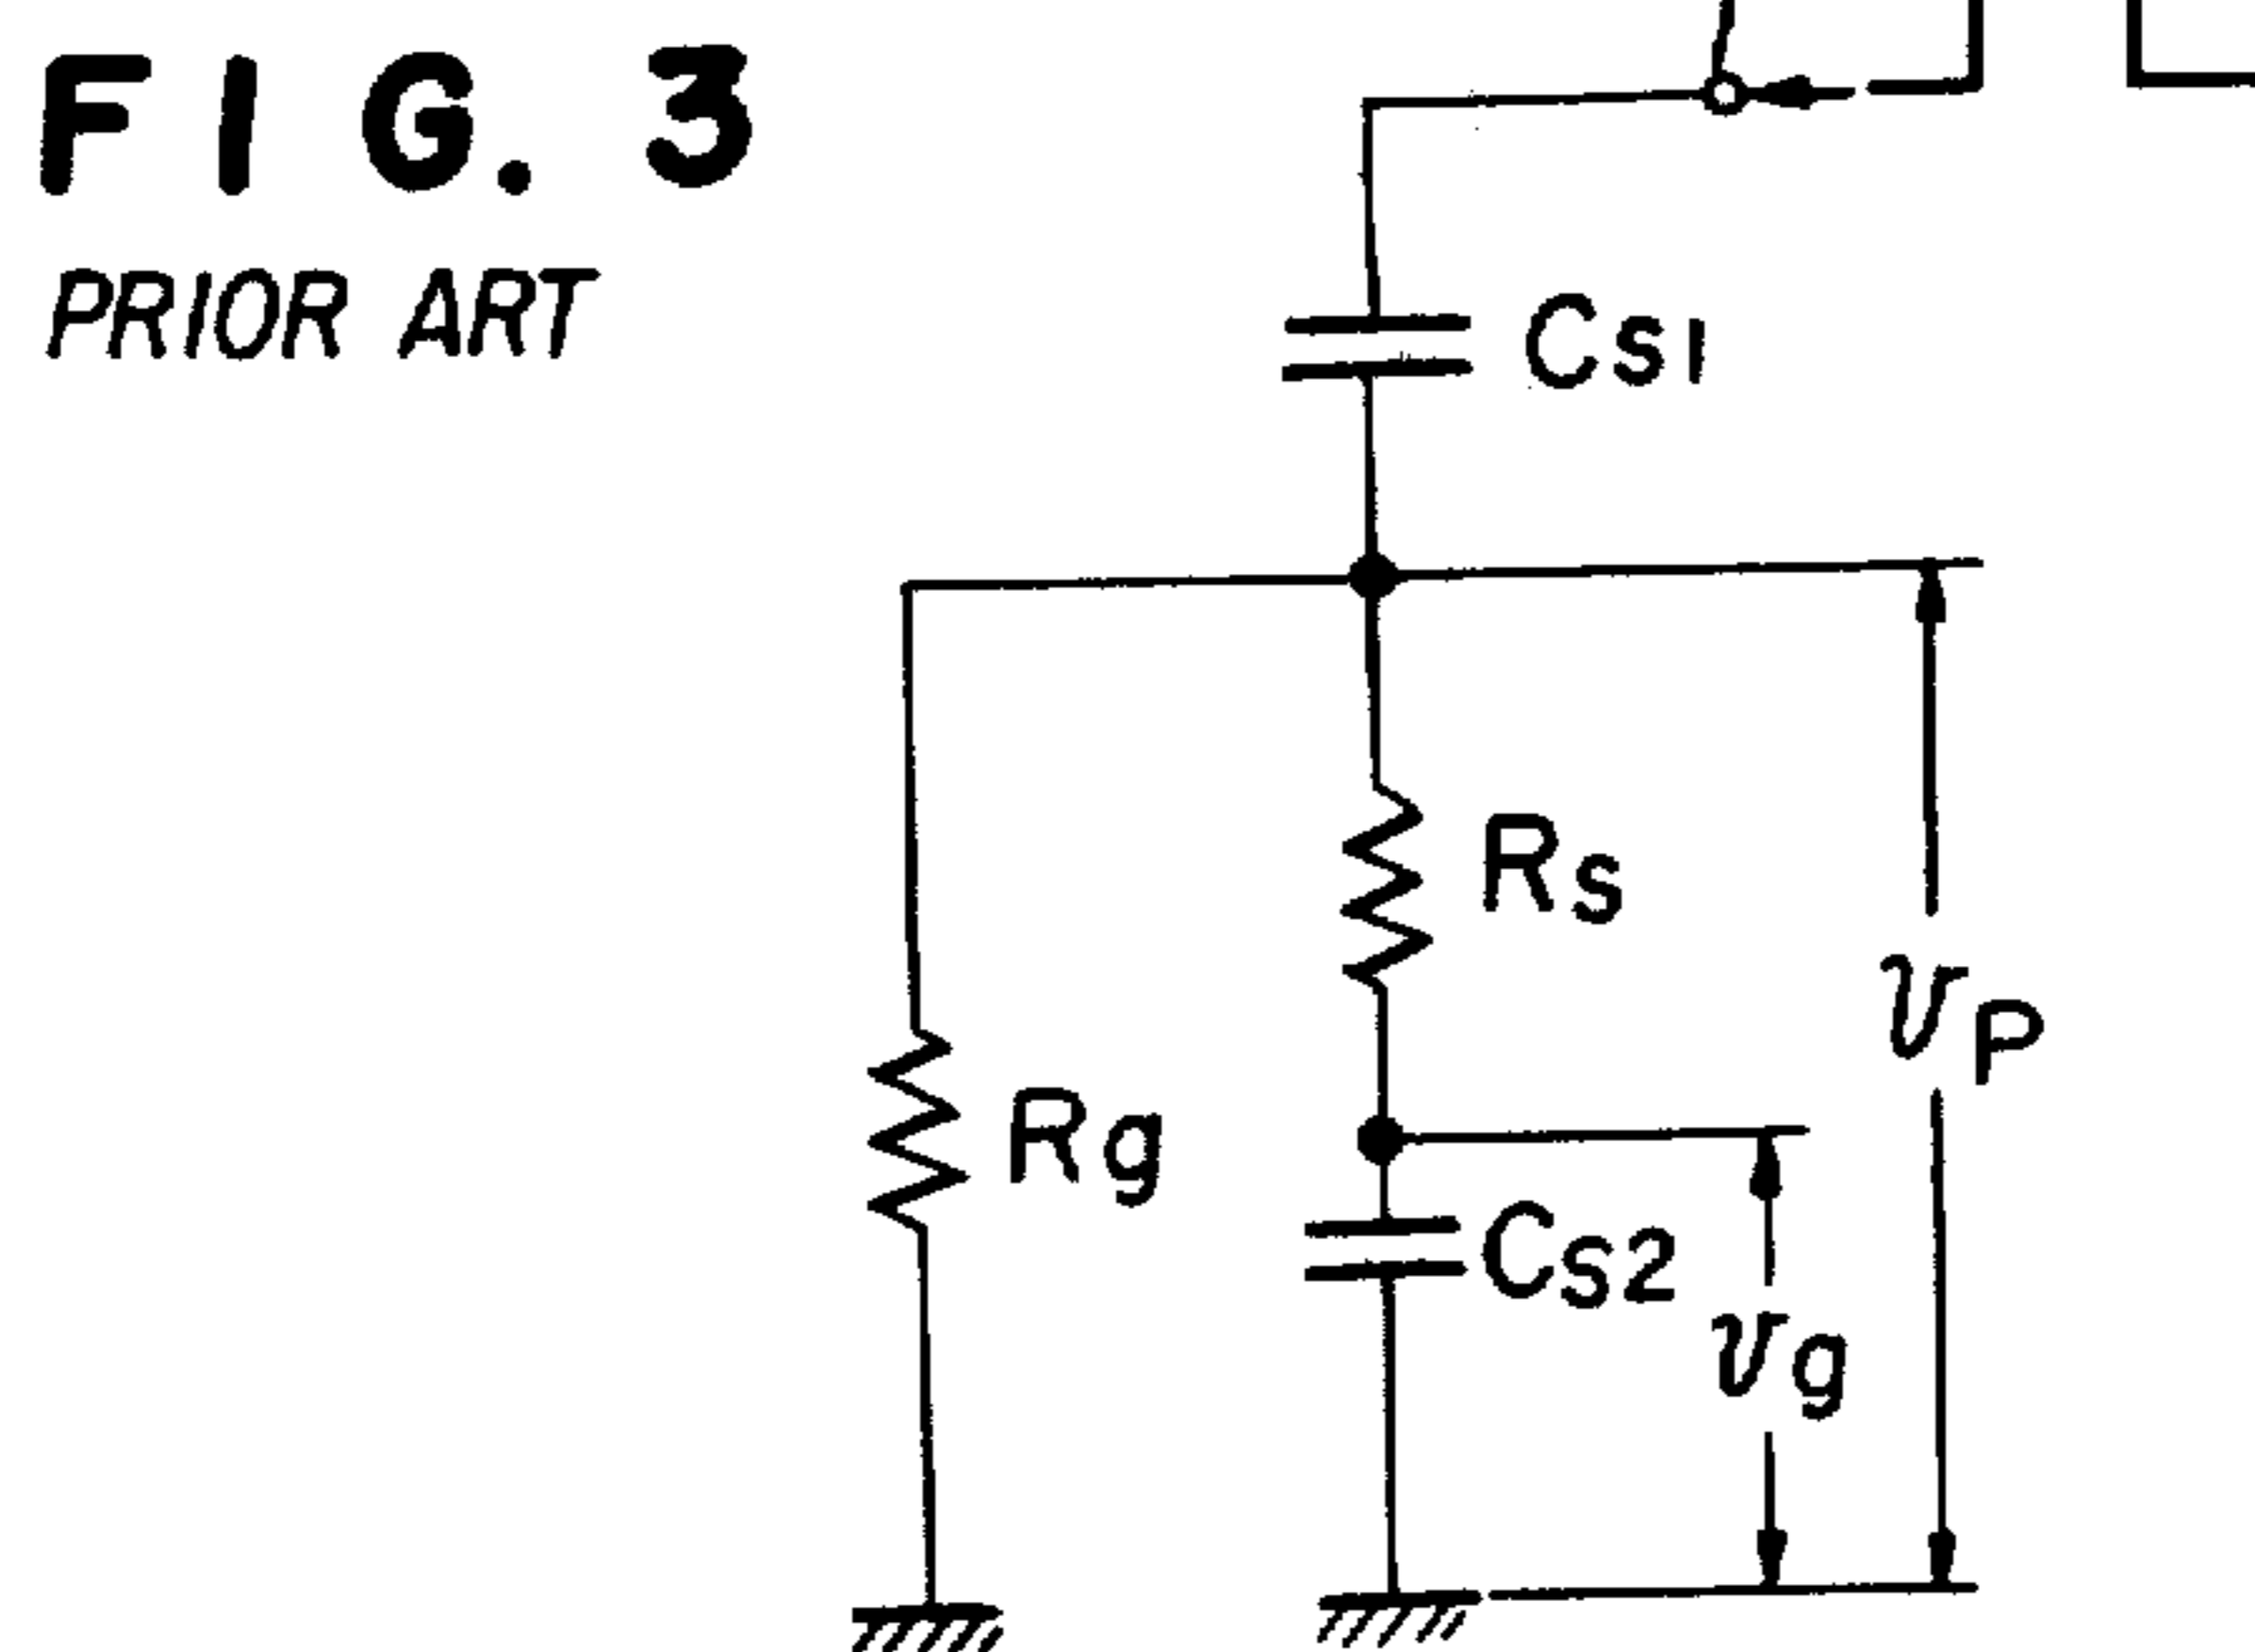 FIG. 3
PRIOR ART
Cs1
Rs
vP
Rg
Cs2
vg